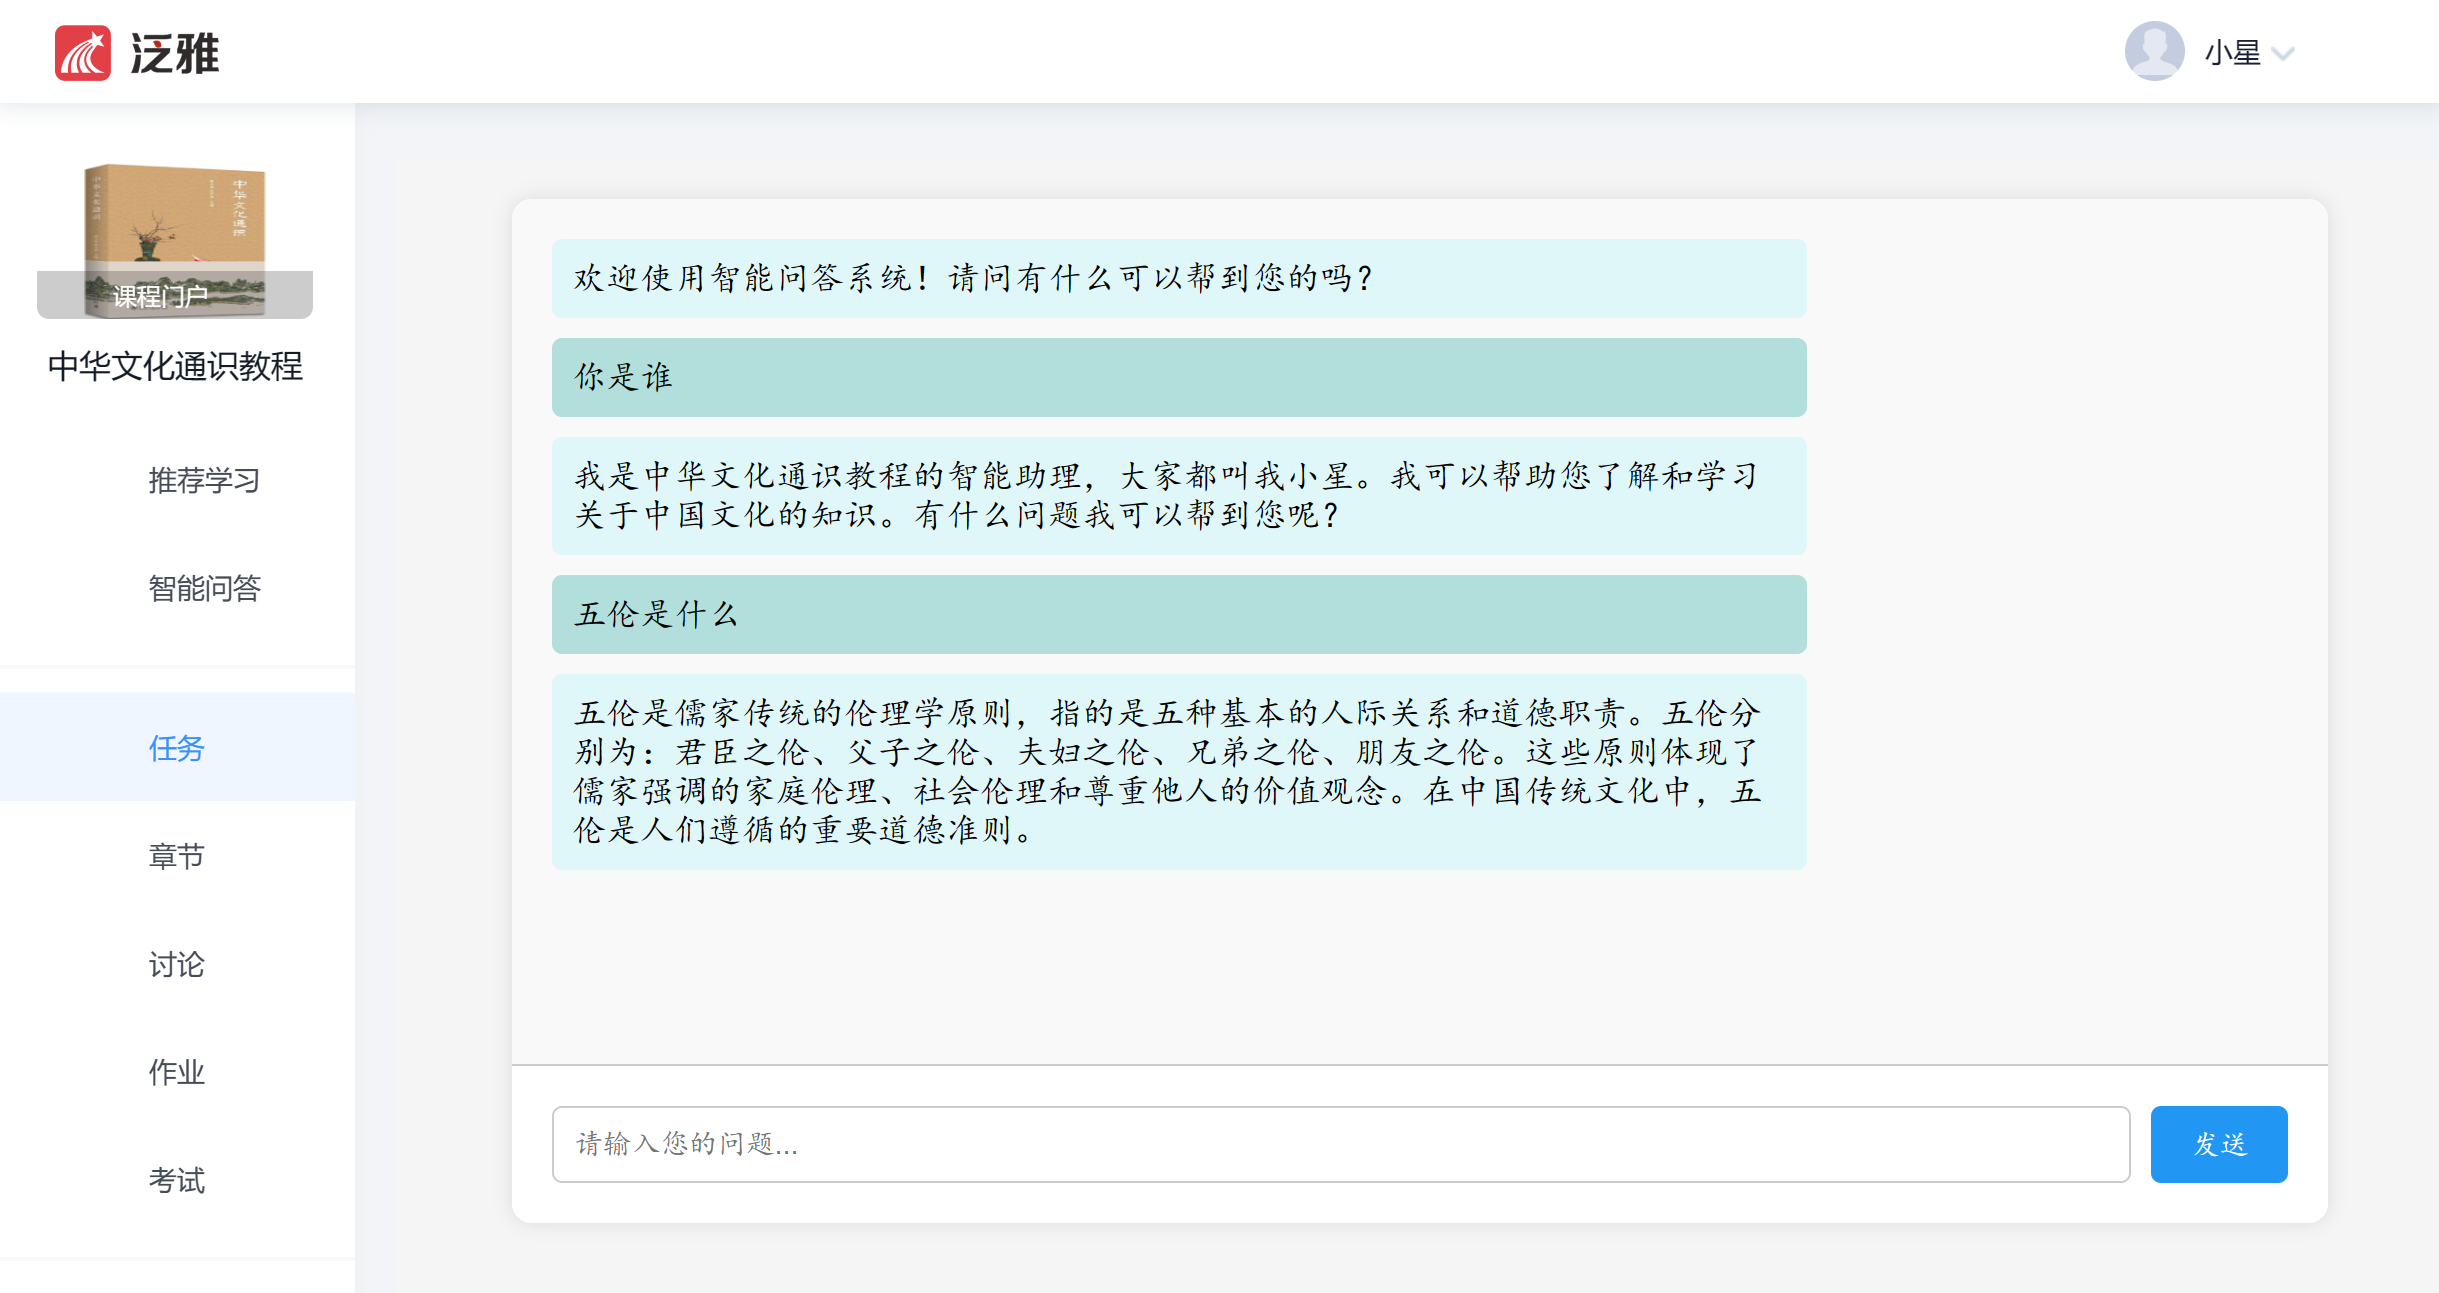 泛雅
小星
中华文化通识
课程门户
中华文化通识教程
推荐学习
智能问答
任务
章节
讨论
作业
考试
欢迎使用智能问答系统！请问有什么可以帮到您的吗？
你是谁
我是中华文化通识教程的智能助理，大家都叫我小星。我可以帮助您了解和学习
关于中国文化的知识。有什么问题我可以帮到您呢？
五伦是什么
五伦是儒家传统的伦理学原则，指的是五种基本的人际关系和道德职责。五伦分
别为：君臣之伦、父子之伦、夫妇之伦、兄弟之伦、朋友之伦。这些原则体现了
儒家强调的家庭伦理、社会伦理和尊重他人的价值观念。在中国传统文化中，五
伦是人们遵循的重要道德准则。
请输入您的问题...
发送